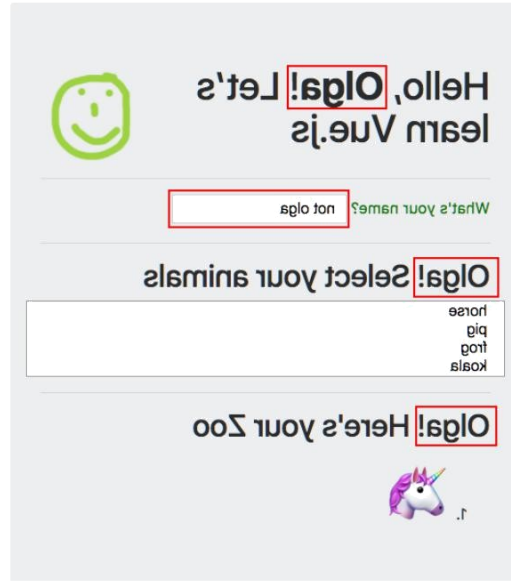 Hello, Olga! Let's
learn Vue.js
What's your name? not olga
Olga! Select your animals
horse
pig
frog
koala
Olga! Here's your Zoo
1.